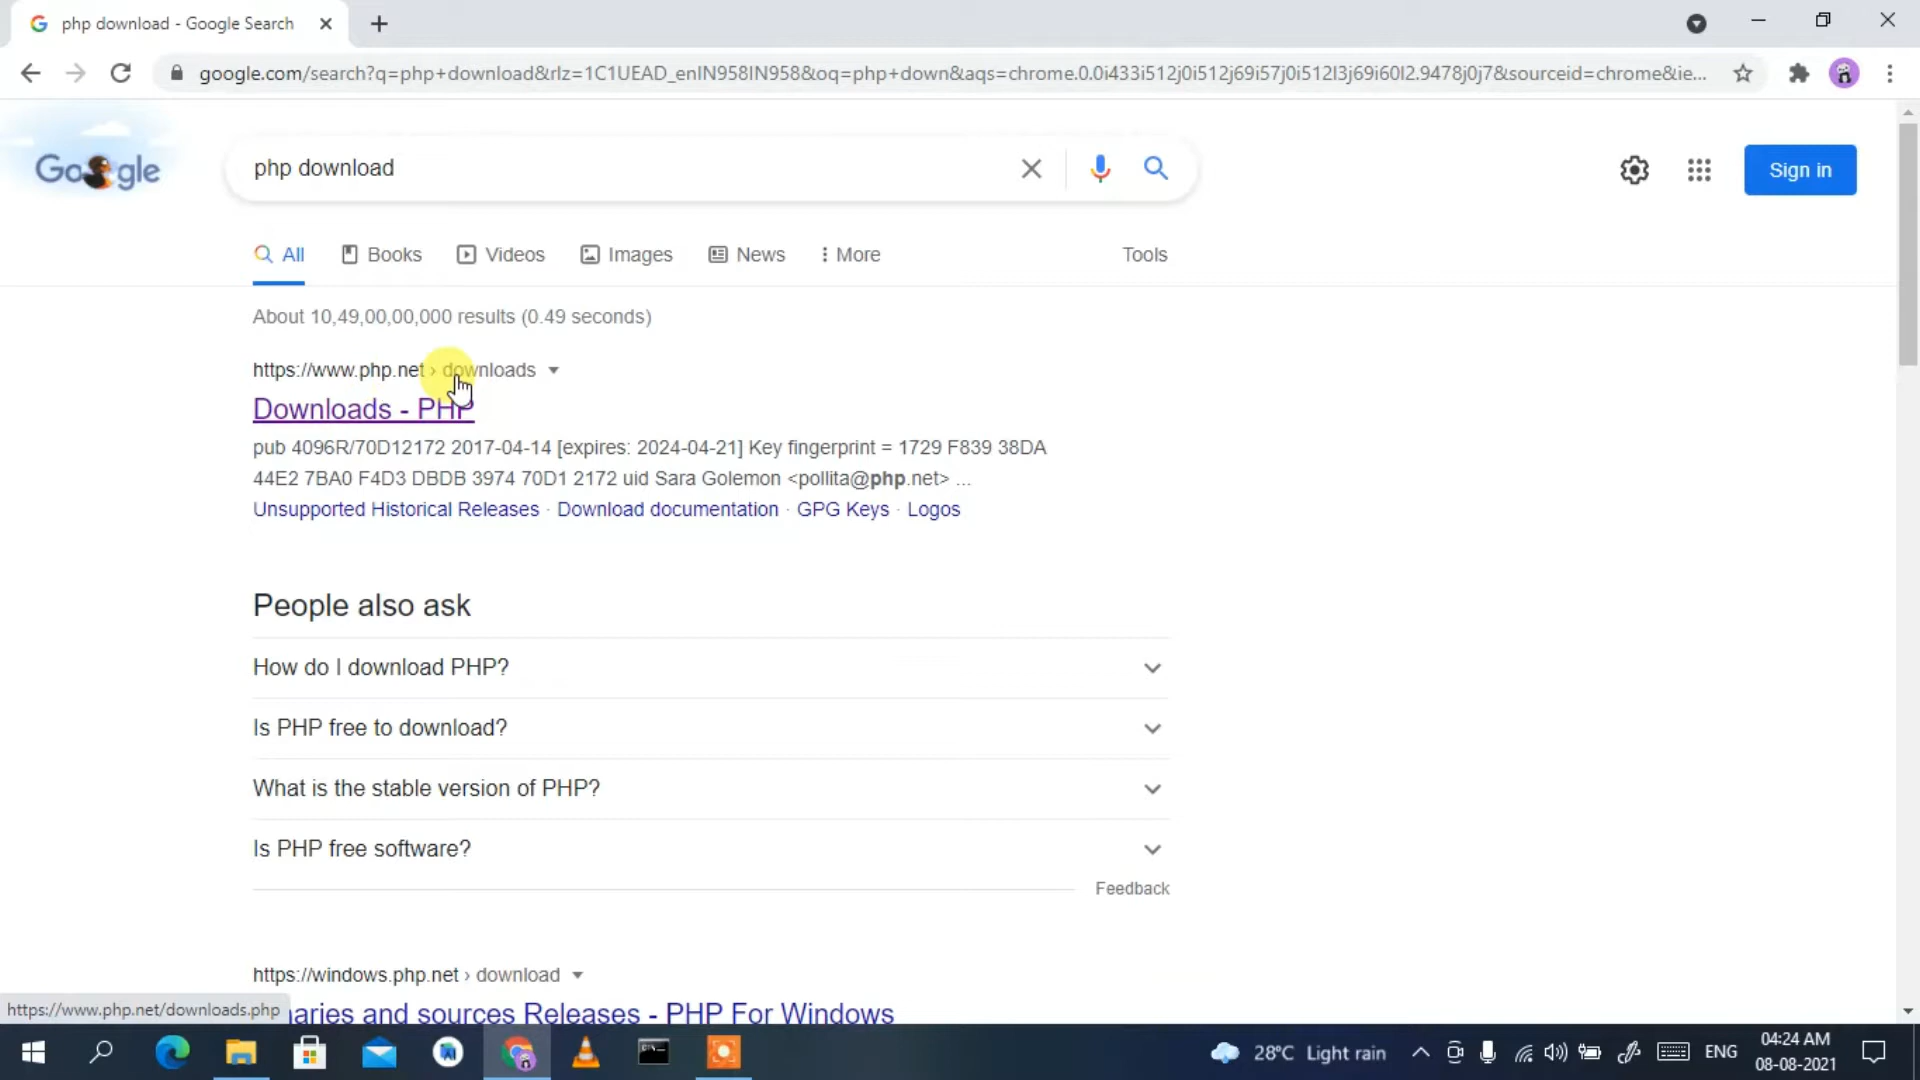 php download - Google Search
google.com/search?q=php+download&rlz=1C1UEAD_enIN958IN958&oq=php+down&aqs=chrome.0.0i433i512j0i512j69i57j0i512l3j69i60l2.9478j0j7&sourceid=chrome&ie...
Google
php download
Sign in
All
Books
Videos
Images
News
More
Tools
About 10,49,00,00,000 results (0.49 seconds)
https://www.php.net › downloads
Downloads - PHP
pub 4096R/70D12172 2017-04-14 [expires: 2024-04-21] Key fingerprint = 1729 F839 38DA
44E2 7BA0 F4D3 DBDB 3974 70D1 2172 uid Sara Golemon <pollita@php.net> ...
Unsupported Historical Releases · Download documentation · GPG Keys · Logos
People also ask
How do I download PHP?
Is PHP free to download?
What is the stable version of PHP?
Is PHP free software?
Feedback
https://windows.php.net › download
https://www.php.net/downloads.php
and sources Releases - PHP For Windows
28°C Light rain
ENG
04:24 AM
08-08-2021